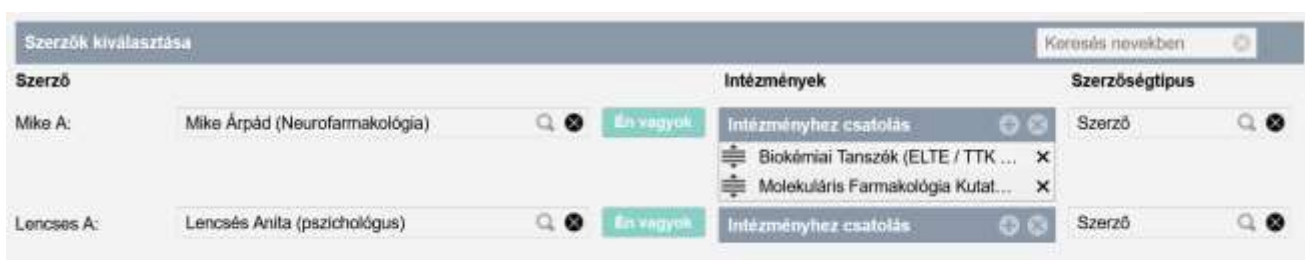 Szerzők kiválasztása Keresés nevekben
Szerző Intézmények Szerzőségtípus
Mike A: Mike Árpád (Neurofarmakológia) Én vagyok Intézményhez csatolás Szerző
Biokémiai Tanszék (ELTE / TTK ...
Molekuláris Farmakológia Kutat...
Lencses A: Lencsés Anita (pszichológus) Én vagyok Intézményhez csatolás Szerző